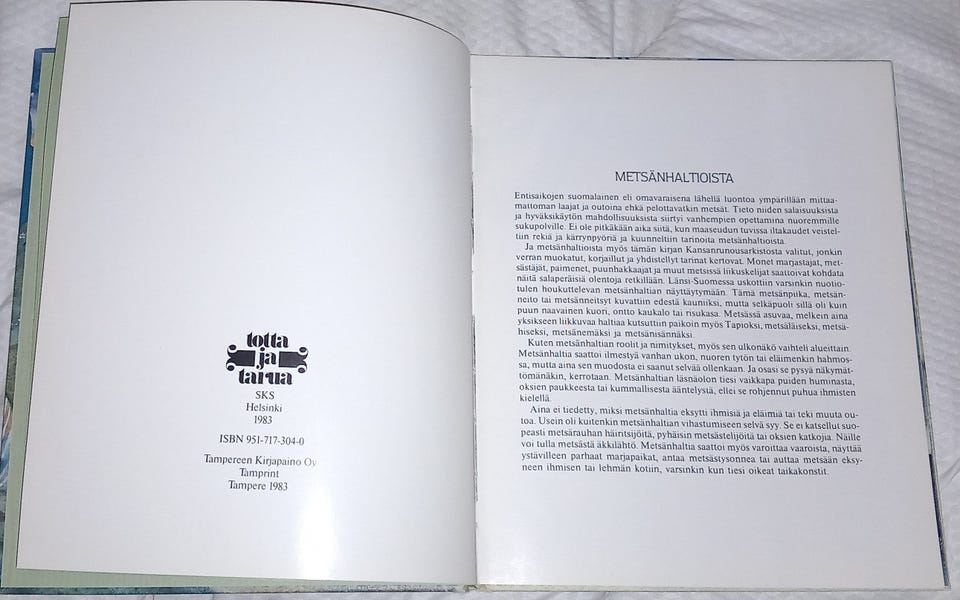 totta
ja
tarua
SKS
Helsinki
1983
ISBN 951-717-304-0
Tampereen Kirjapaino Oy
Tamprint
Tampere 1983
METSÄNHALTIOISTA
Entisaikojen suomalainen eli omavaraisena lähellä luontoa ympärillään mittaa-
mattoman laajat ja outoina ehkä pelottavatkin metsät. Tieto niiden salaisuuksista
ja hyväksikäytön mahdollisuuksista siirtyi vanhempien opettamina nuoremmille
sukupolville. Ei ole pitkäkään aika siitä, kun maaseudun tuvissa iltakaudet veistel-
tiin rekiä ja kärrynpyöriä ja kuunneltiin tarinoita metsänhaltioista.
Ja metsänhaltioista myös tämän kirjan Kansanrunousarkistosta valitut, jonkin
verran muokatut, korjaillut ja yhdistellyt tarinat kertovat. Monet marjastajat, met-
sästäjät, paimenet, puunhakkaajat ja muut metsissä liikuskelijat saattoivat kohdata
näitä salaperäisiä olentoja retkillään. Länsi-Suomessa uskottiin varsinkin nuotio-
tulen houkuttelevan metsänhaltian näyttäytymään. Tämä metsänpiika, metsän-
neito tai metsänneitsyt kuvattiin edestä kauniiksi, mutta selkäpuoli sillä oli kuin
puun naavainen kuori, ontto kaukalo tai risukasa. Metsässä asuvaa, melkein aina
yksikseen liikkuvaa haltiaa kutsuttiin paikoin myös Tapioksi, metsäläiseksi, metsä-
hiseksi, metsänemäksi ja metsänisännäksi.
Kuten metsänhaltian roolit ja nimitykset, myös sen ulkonäkö vaihteli alueittain.
Metsänhaltia saattoi ilmestyä vanhan ukon, nuoren tytön tai eläimenkin hahmos-
sa, mutta aina sen muodosta ei saanut selvää ollenkaan. Ja osasi se pysyä näkymät-
tömänäkin, kerrotaan. Metsänhaltian läsnäolon tiesi vaikkapa puiden huminasta,
oksien paukkeesta tai kummallisesta ääntelystä, ellei se rohjennut puhua ihmisten
kielellä.
Aina ei tiedetty, miksi metsänhaltia eksytti ihmisiä ja eläimiä tai teki muuta ou-
toa. Usein oli kuitenkin metsänhaltian vihastumiseen selvä syy. Se ei katsellut suo-
peasti metsärauhan häiritsijöitä, pyhäisin metsästelijöitä tai oksien katkojia. Näille
voi tulla metsästä äkkilähtö. Metsänhaltia saattoi myös varoittaa vaaroista, näyttää
ystävilleen parhaat marjapaikat, antaa metsästysonnea tai auttaa metsään eksy-
neen ihmisen tai lehmän kotiin, varsinkin kun tiesi oikeat taikakonstit.